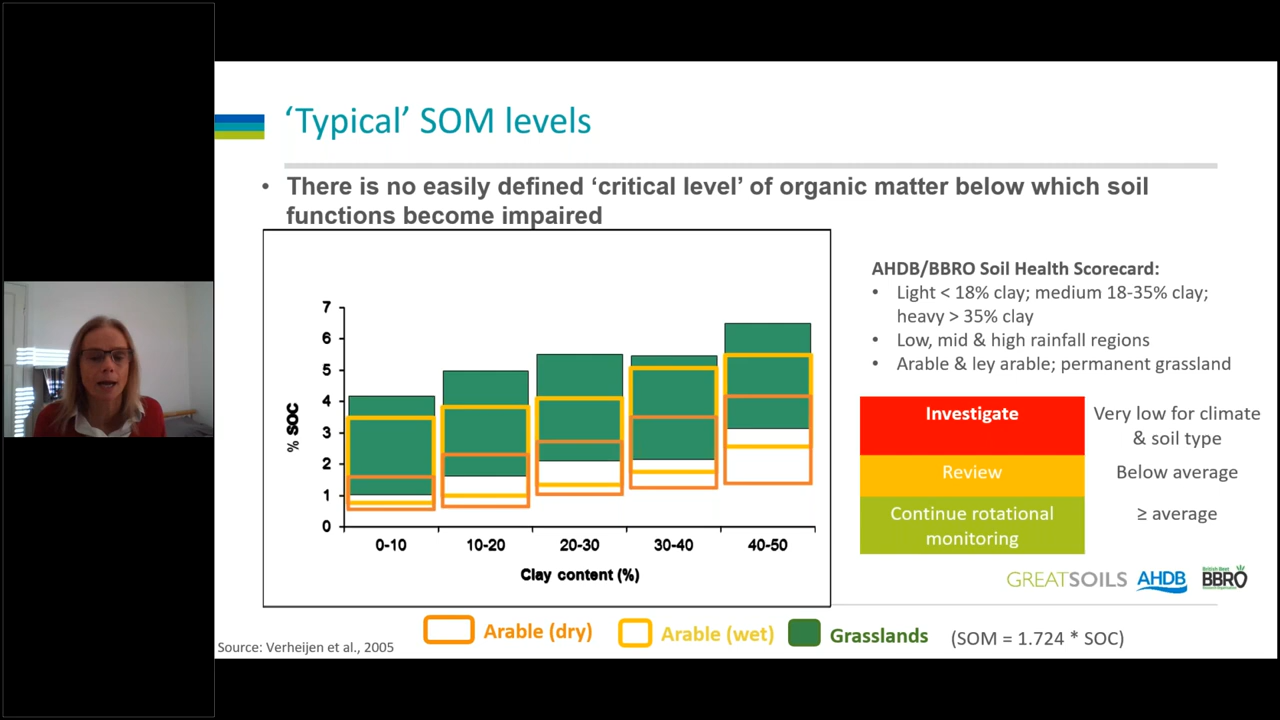 ‘Typical’ SOM levels
• There is no easily defined ‘critical level’ of organic matter below which soil
functions become impaired
7
6
5
4
3
2
1
0
% SOC
0-10
10-20
20-30
30-40
40-50
Clay content (%)
AHDB/BBRO Soil Health Scorecard:
• Light < 18% clay; medium 18-35% clay;
heavy > 35% clay
• Low, mid & high rainfall regions
• Arable & ley arable; permanent grassland
Investigate
Very low for climate
& soil type
Review
Below average
Continue rotational
monitoring
≥ average
GREATSOILS
AHDB
British Beet
BBRO
Arable (dry)
Arable (wet)
Grasslands
(SOM = 1.724 * SOC)
Source: Verheijen et al., 2005